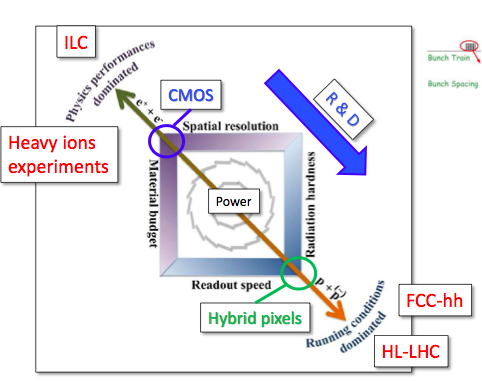 ILC
Physics performances
dominated
e⁺ + e⁻
CMOS
R & D
Bunch Train
Bunch Spacing
Spatial resolution
Heavy ions
experiments
Material budget
Power
Radiation hardness
Readout speed
p + p⁽⁻⁾
Hybrid pixels
Running conditions
dominated
FCC-hh
HL-LHC